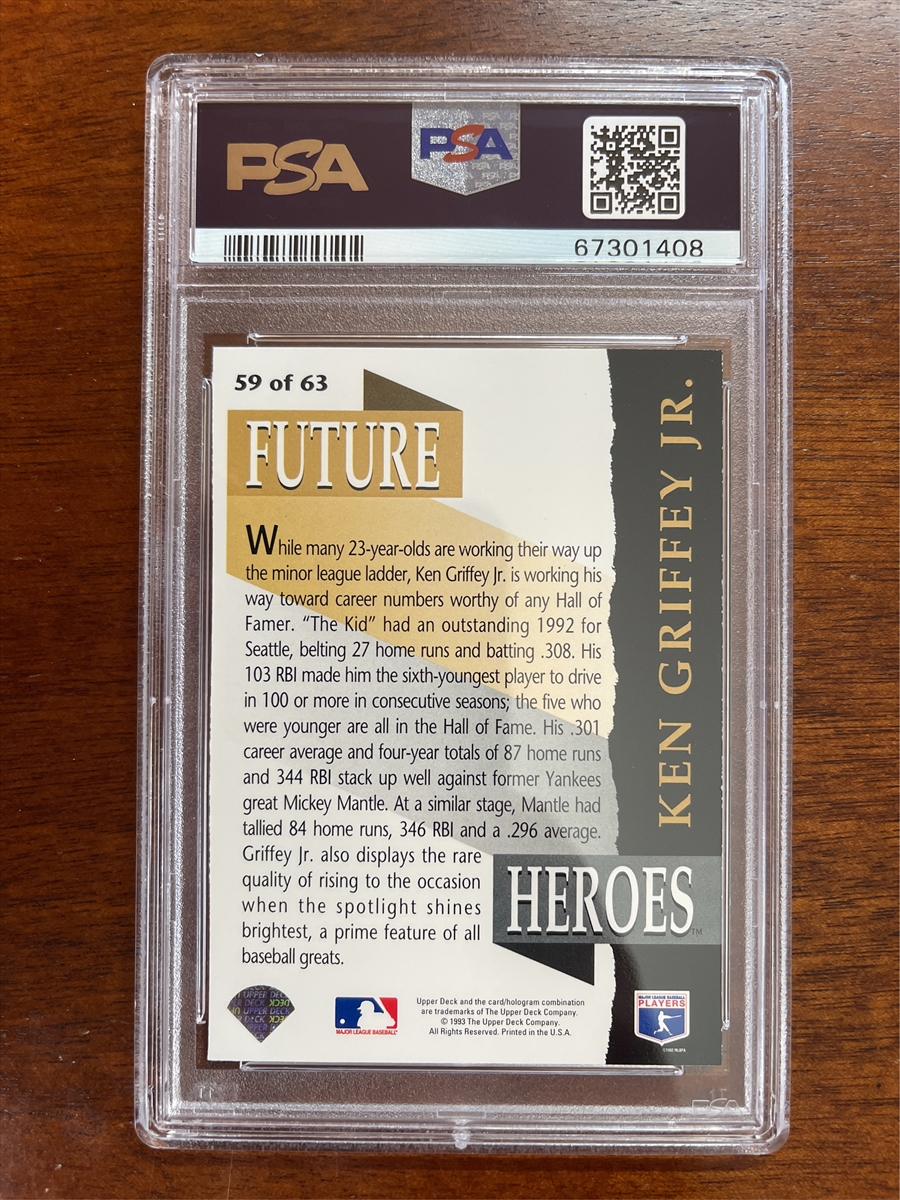 PSA
PSA
67301408
59 of 63
FUTURE
While many 23-year-olds are working their way up
the minor league ladder, Ken Griffey Jr. is working his
way toward career numbers worthy of any Hall of
Famer. "The Kid" had an outstanding 1992 for
Seattle, belting 27 home runs and batting .308. His
103 RBI made him the sixth-youngest player to drive
in 100 or more in consecutive seasons; the five who
were younger are all in the Hall of Fame. His .301
career average and four-year totals of 87 home runs
and 344 RBI stack up well against former Yankees
great Mickey Mantle. At a similar stage, Mantle had
tallied 84 home runs, 346 RBI and a .296 average.
Griffey Jr. also displays the rare
quality of rising to the occasion
when the spotlight shines
brightest, a prime feature of all
baseball greats.
KEN GRIFFEY JR.
HEROES™
UPPER DECK
MAJOR LEAGUE BASEBALL
Upper Deck and the card/hologram combination
are trademarks of The Upper Deck Company.
© 1993 The Upper Deck Company.
All Rights Reserved. Printed in the U.S.A.
MAJOR LEAGUE BASEBALL
PLAYERS
©1992 MLBPA
PSA